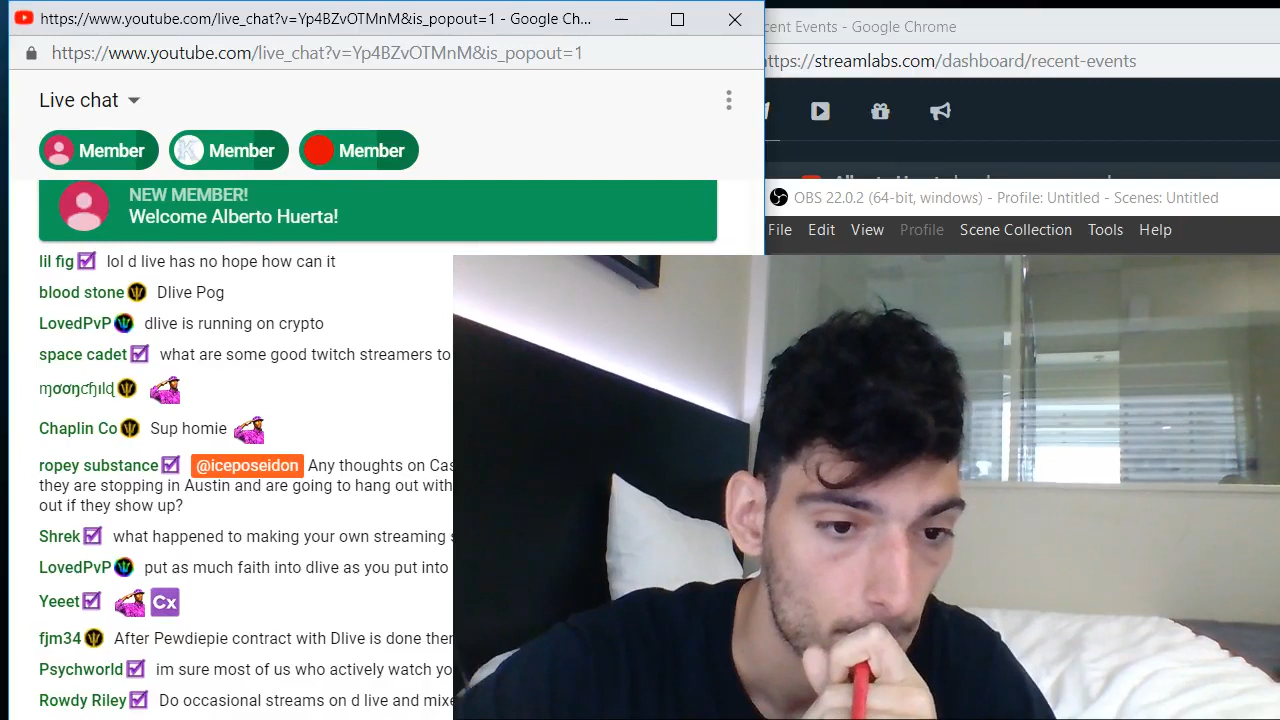 https://www.youtube.com/live_chat?v=Yp4BZvOTMnM&is_popout=1 - Google Ch...
cent Events - Google Chrome
https://www.youtube.com/live_chat?v=Yp4BZvOTMnM&is_popout=1
ttps://streamlabs.com/dashboard/recent-events
Live chat
Member Member Member
NEW MEMBER!
Welcome Alberto Huerta!
OBS 22.0.2 (64-bit, windows) - Profile: Untitled - Scenes: Untitled
File Edit View Profile Scene Collection Tools Help
lil fig lol d live has no hope how can it
blood stone Dlive Pog
LovedPvP dlive is running on crypto
space cadet what are some good twitch streamers to
ɱơơŋƈɧıƖɖ
Chaplin Co Sup homie
ropey substance @iceposeidon Any thoughts on Cas
they are stopping in Austin and are going to hang out with
out if they show up?
Shrek what happened to making your own streaming
LovedPvP put as much faith into dlive as you put into
Yeeet Cx
fjm34 After Pewdiepie contract with Dlive is done ther
Psychworld im sure most of us who actively watch yo
Rowdy Riley Do occasional streams on d live and mixe